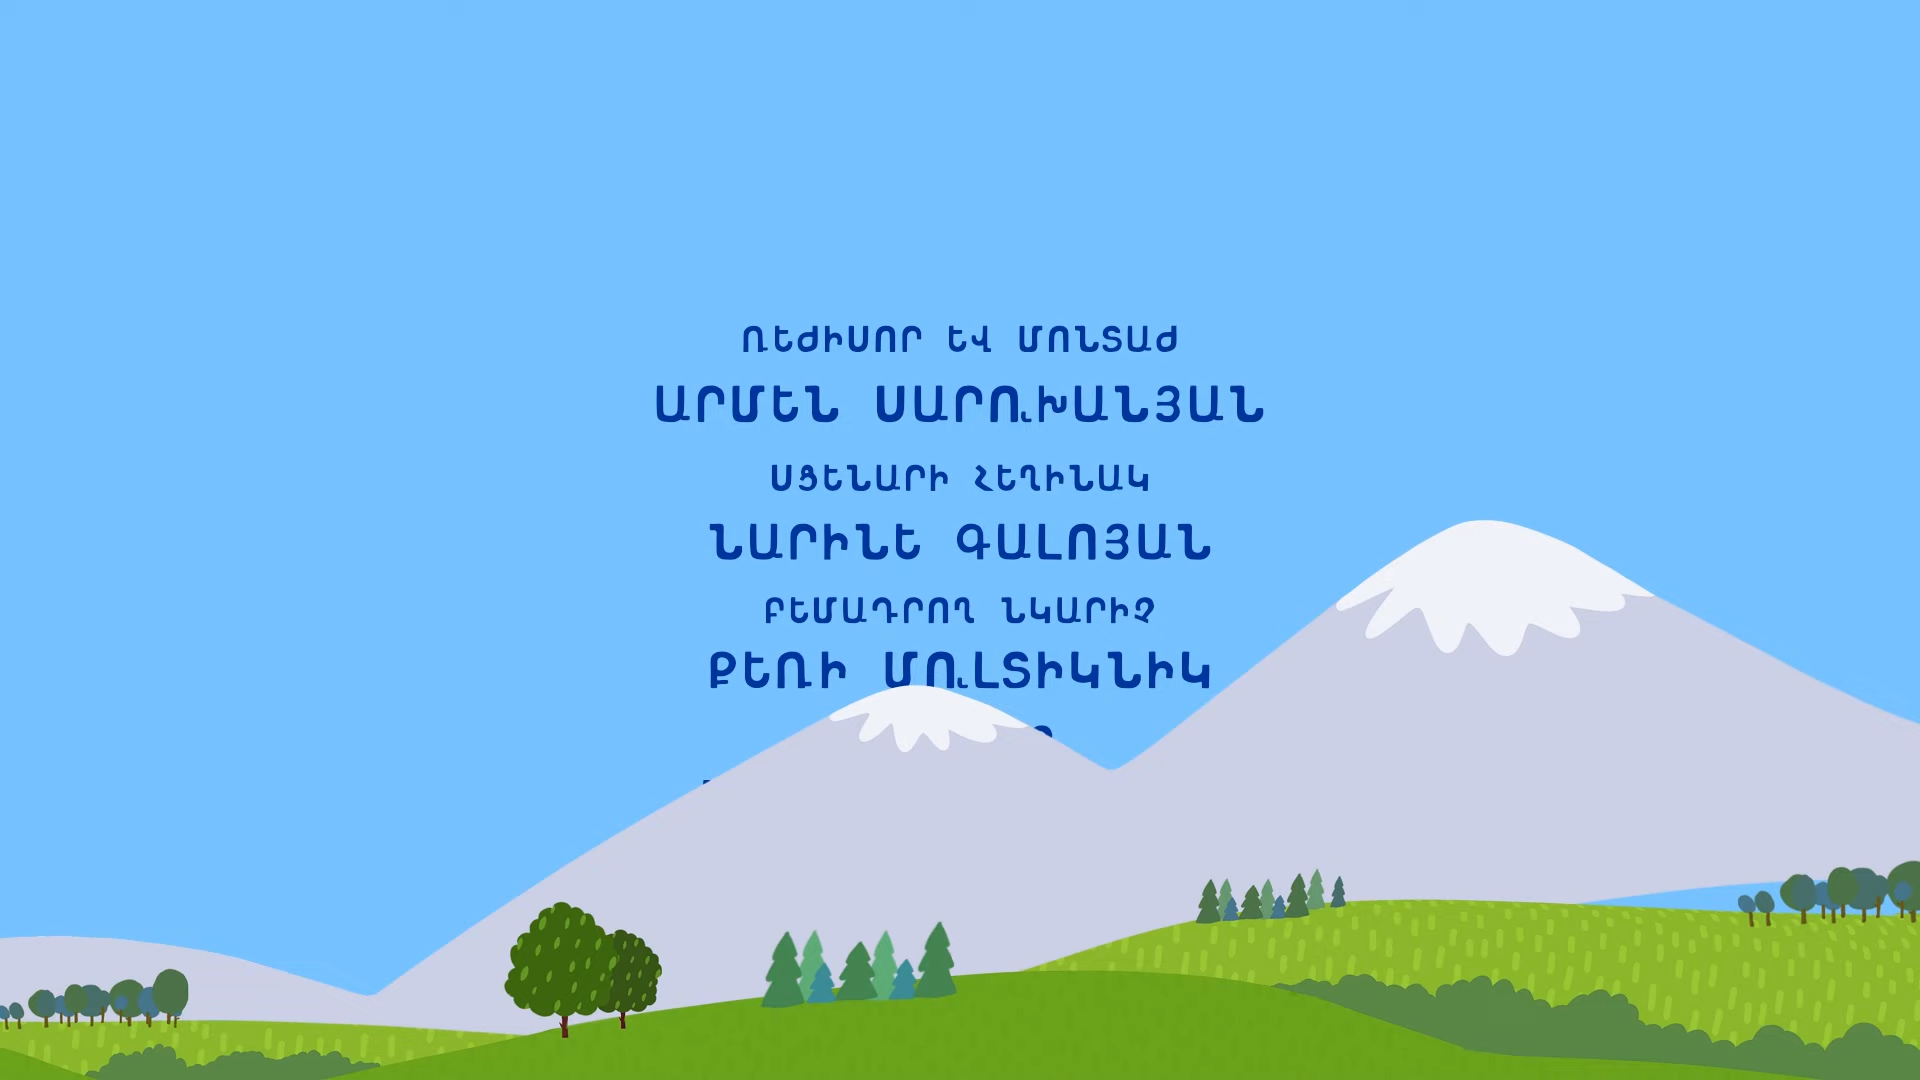 ՌԵԺԻՍՈՐ ԵՎ ՄՈՆՏԱԺ
ԱՐՄԵՆ ՍԱՐՈւԽԱՆՅԱՆ
ՍՑԵՆԱՐԻ ՀԵՂԻՆԱԿ
ՆԱՐԻՆԵ ԳԱԼՈՅԱՆ
ԲԵՄԱԴՐՈՂ ՆԿԱՐԻՉ
ՔԵՌԻ ՄՈւԼՏԻԿՆԻԿ